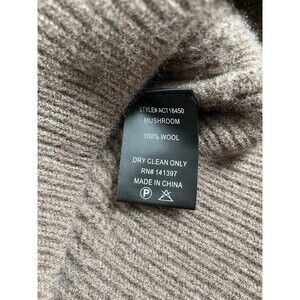 STYLE# ACT18450
MUSHROOM
100% WOOL
DRY CLEAN ONLY
RN# 141397
MADE IN CHINA
P